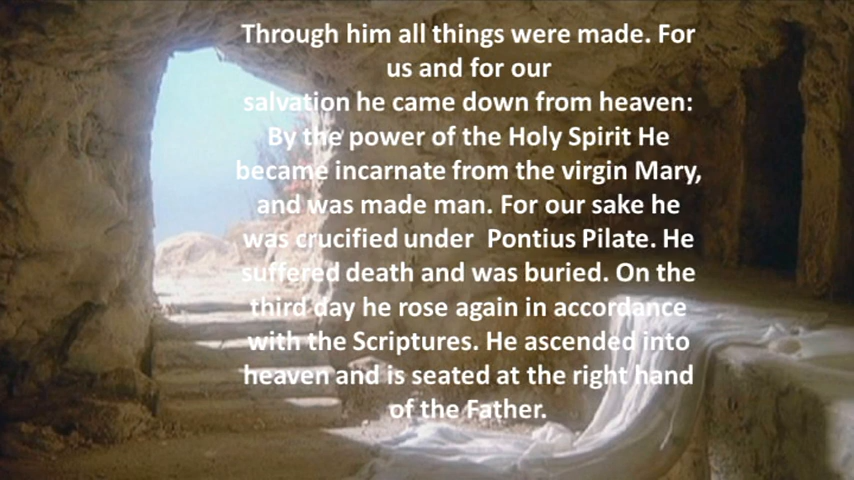 Through him all things were made. For
us and for our
salvation he came down from heaven:
By the power of the Holy Spirit He
became incarnate from the virgin Mary,
and was made man. For our sake he
was crucified under Pontius Pilate. He
suffered death and was buried. On the
third day he rose again in accordance
with the Scriptures. He ascended into
heaven and is seated at the right hand
of the Father.